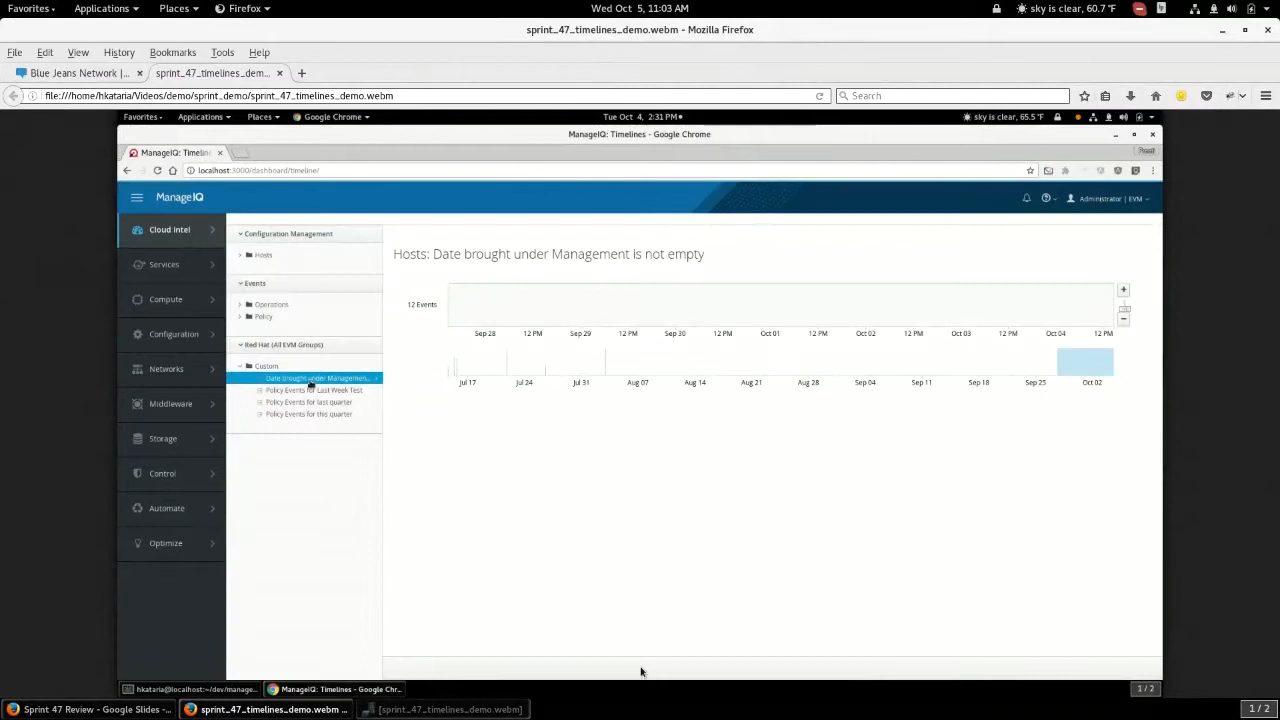 Favorites Applications Places Firefox Wed Oct 5, 11:03 AM sky is clear, 60.7 °F
sprint_47_timelines_demo.webm - Mozilla Firefox
File Edit View History Bookmarks Tools Help
Blue Jeans Network |... × sprint_47_timelines_dem... × +
file:///home/hkataria/Videos/demo/sprint_demo/sprint_47_timelines_demo.webm Search
Favorites Applications Places Google Chrome Tue Oct 4, 2:31 PM sky is clear, 65.5 °F
ManageIQ: Timelines - Google Chrome
ManageIQ: Timelin ×
localhost:3000/dashboard/timeline/
ManageIQ Administrator | EVM
Cloud Intel
Services
Compute
Configuration
Networks
Middleware
Storage
Control
Automate
Optimize
Configuration Management
Hosts
Events
Operations
Policy
Red Hat (All EVM Groups)
Custom
Date brought under Managemen...
Policy Events for Last Week Test
Policy Events for last quarter
Policy Events for this quarter
Hosts: Date brought under Management is not empty
12 Events
+
−
Sep 28 12 PM Sep 29 12 PM Sep 30 12 PM Oct 01 12 PM Oct 02 12 PM Oct 03 12 PM Oct 04 12 PM
Jul 17 Jul 24 Jul 31 Aug 07 Aug 14 Aug 21 Aug 28 Sep 04 Sep 11 Sep 18 Sep 25 Oct 02
hkataria@localhost:~/dev/manage... ManageIQ: Timelines - Google Chr... 1 / 2
Sprint 47 Review - Google Slides -... sprint_47_timelines_demo.webm ... [sprint_47_timelines_demo.webm] 1 / 2